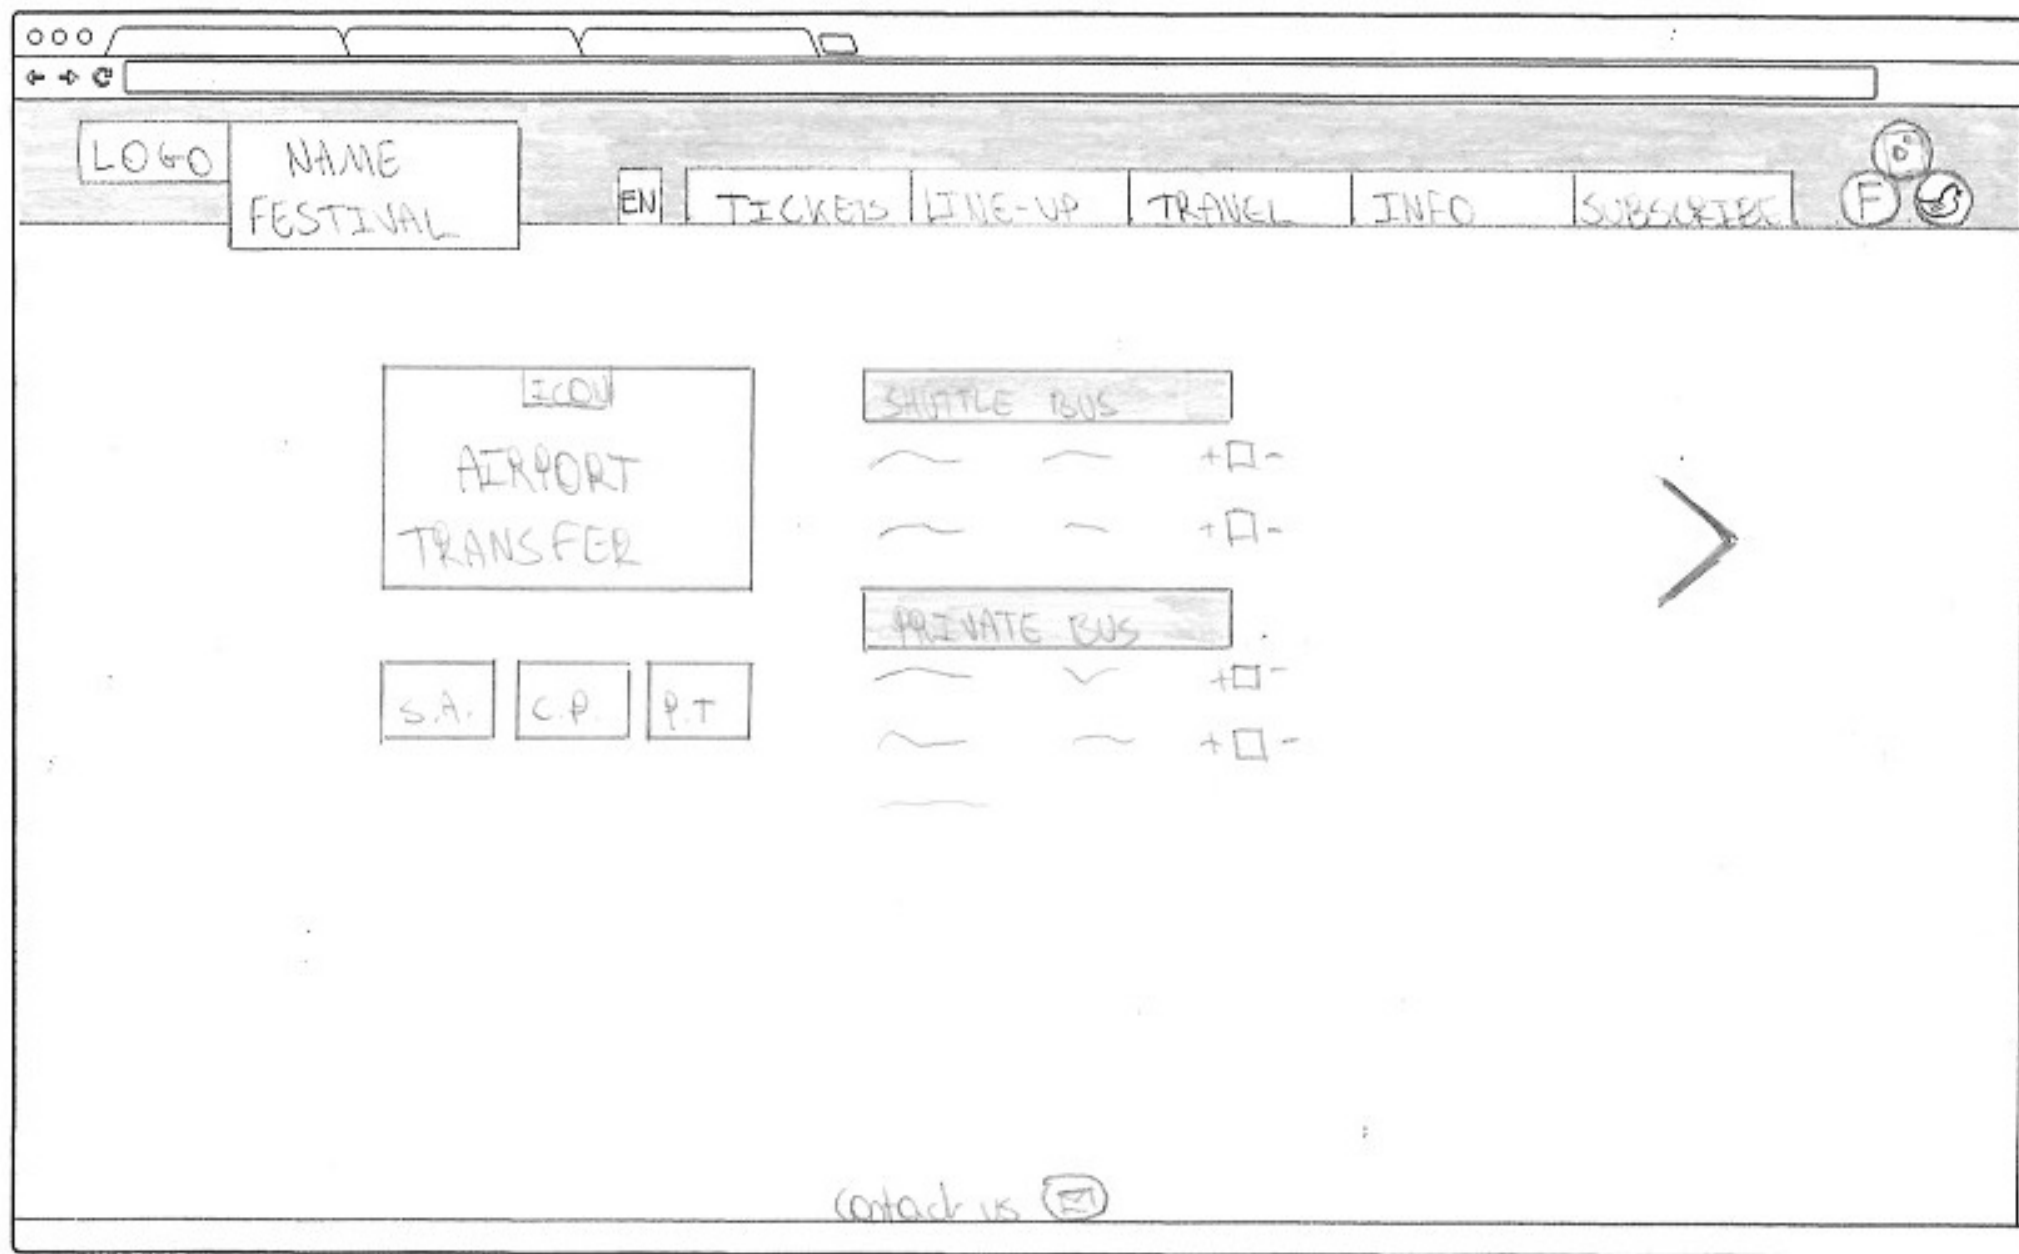 LOGO
NAME
FESTIVAL
EN
TICKETS
LINE-UP
TRAVEL
INFO
SUBSCRIBE
F
ICON
AIRPORT
TRANSFER
S.A.
C.P.
P.T
SHUTTLE BUS
+ -
+ -
PRIVATE BUS
+ -
+ -
contact us